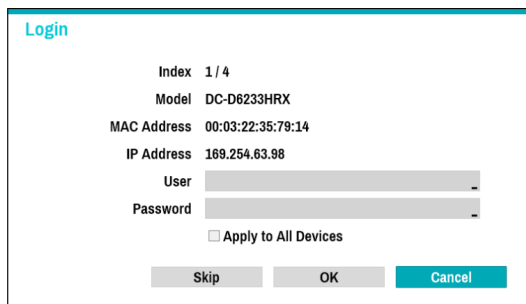 Login
Index 1 / 4
Model DC-D6233HRX
MAC Address 00:03:22:35:79:14
IP Address 169.254.63.98
User
Password
Apply to All Devices
Skip OK Cancel